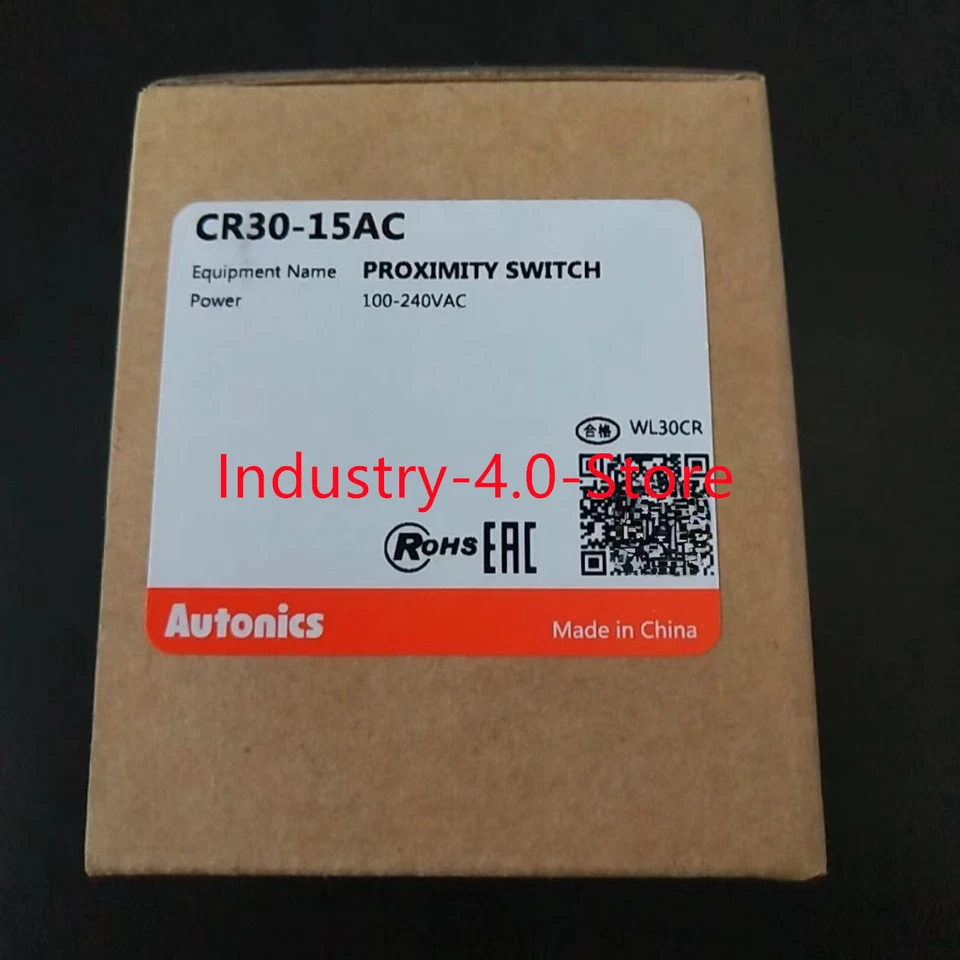 CR30-15AC
Equipment Name PROXIMITY SWITCH
Power 100-240VAC
合格 WL30CR
Industry-4.0-Store
RoHS EAC
Autonics
Made in China